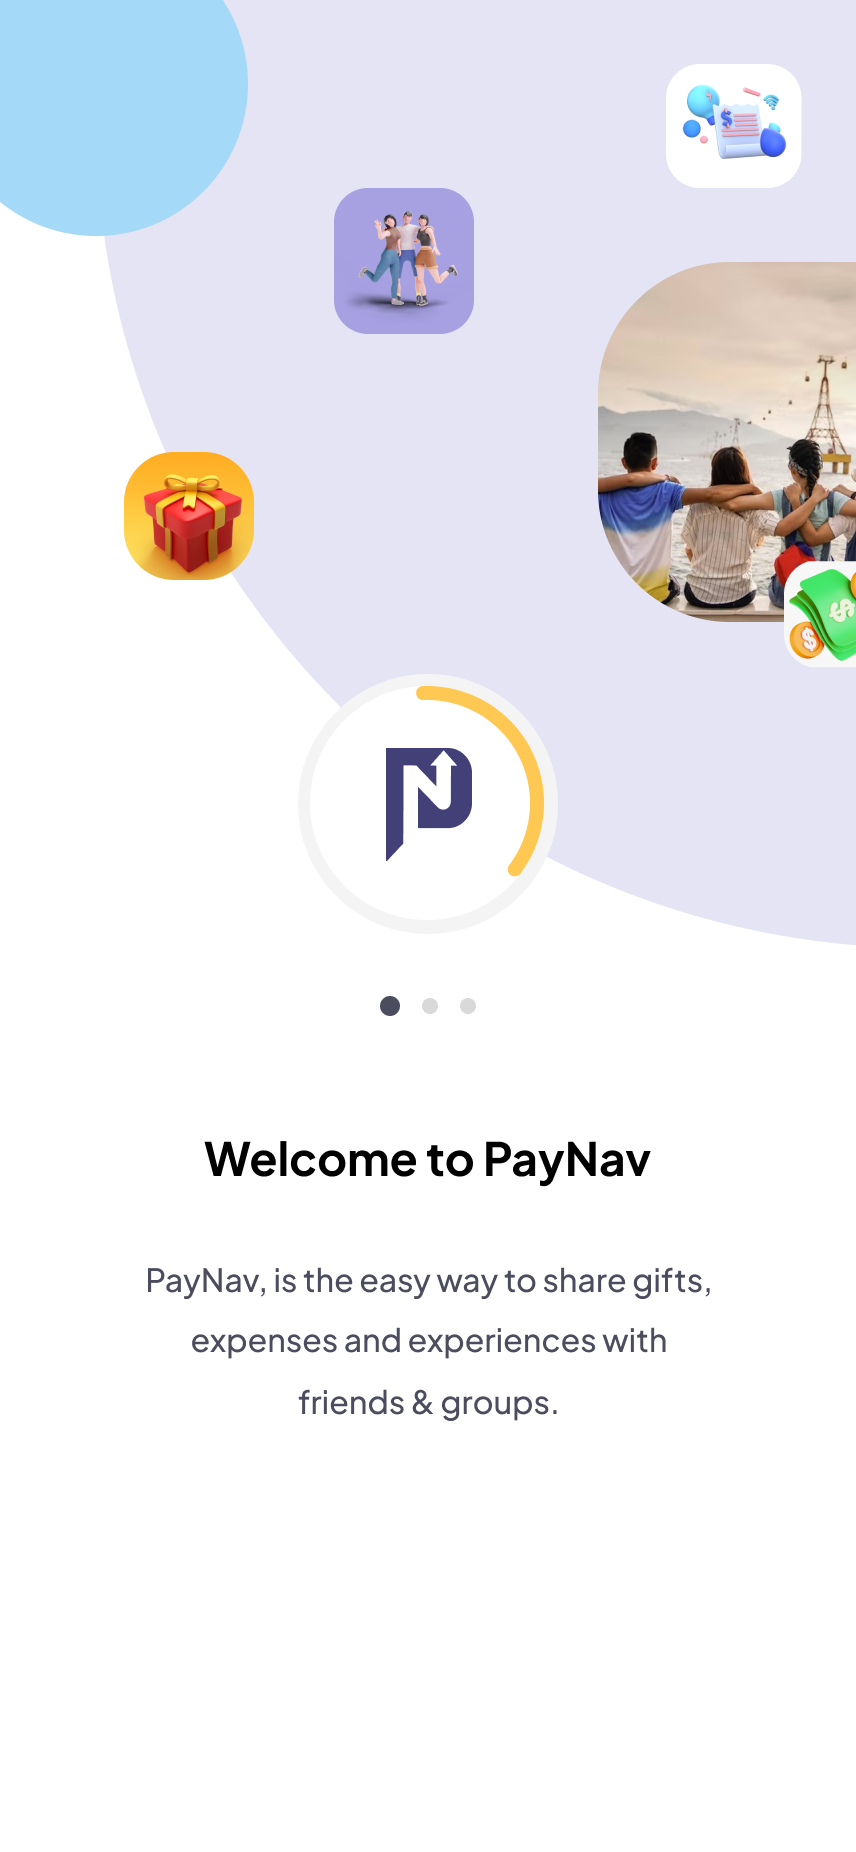 Welcome to PayNav
PayNav, is the easy way to share gifts,
expenses and experiences with
friends & groups.